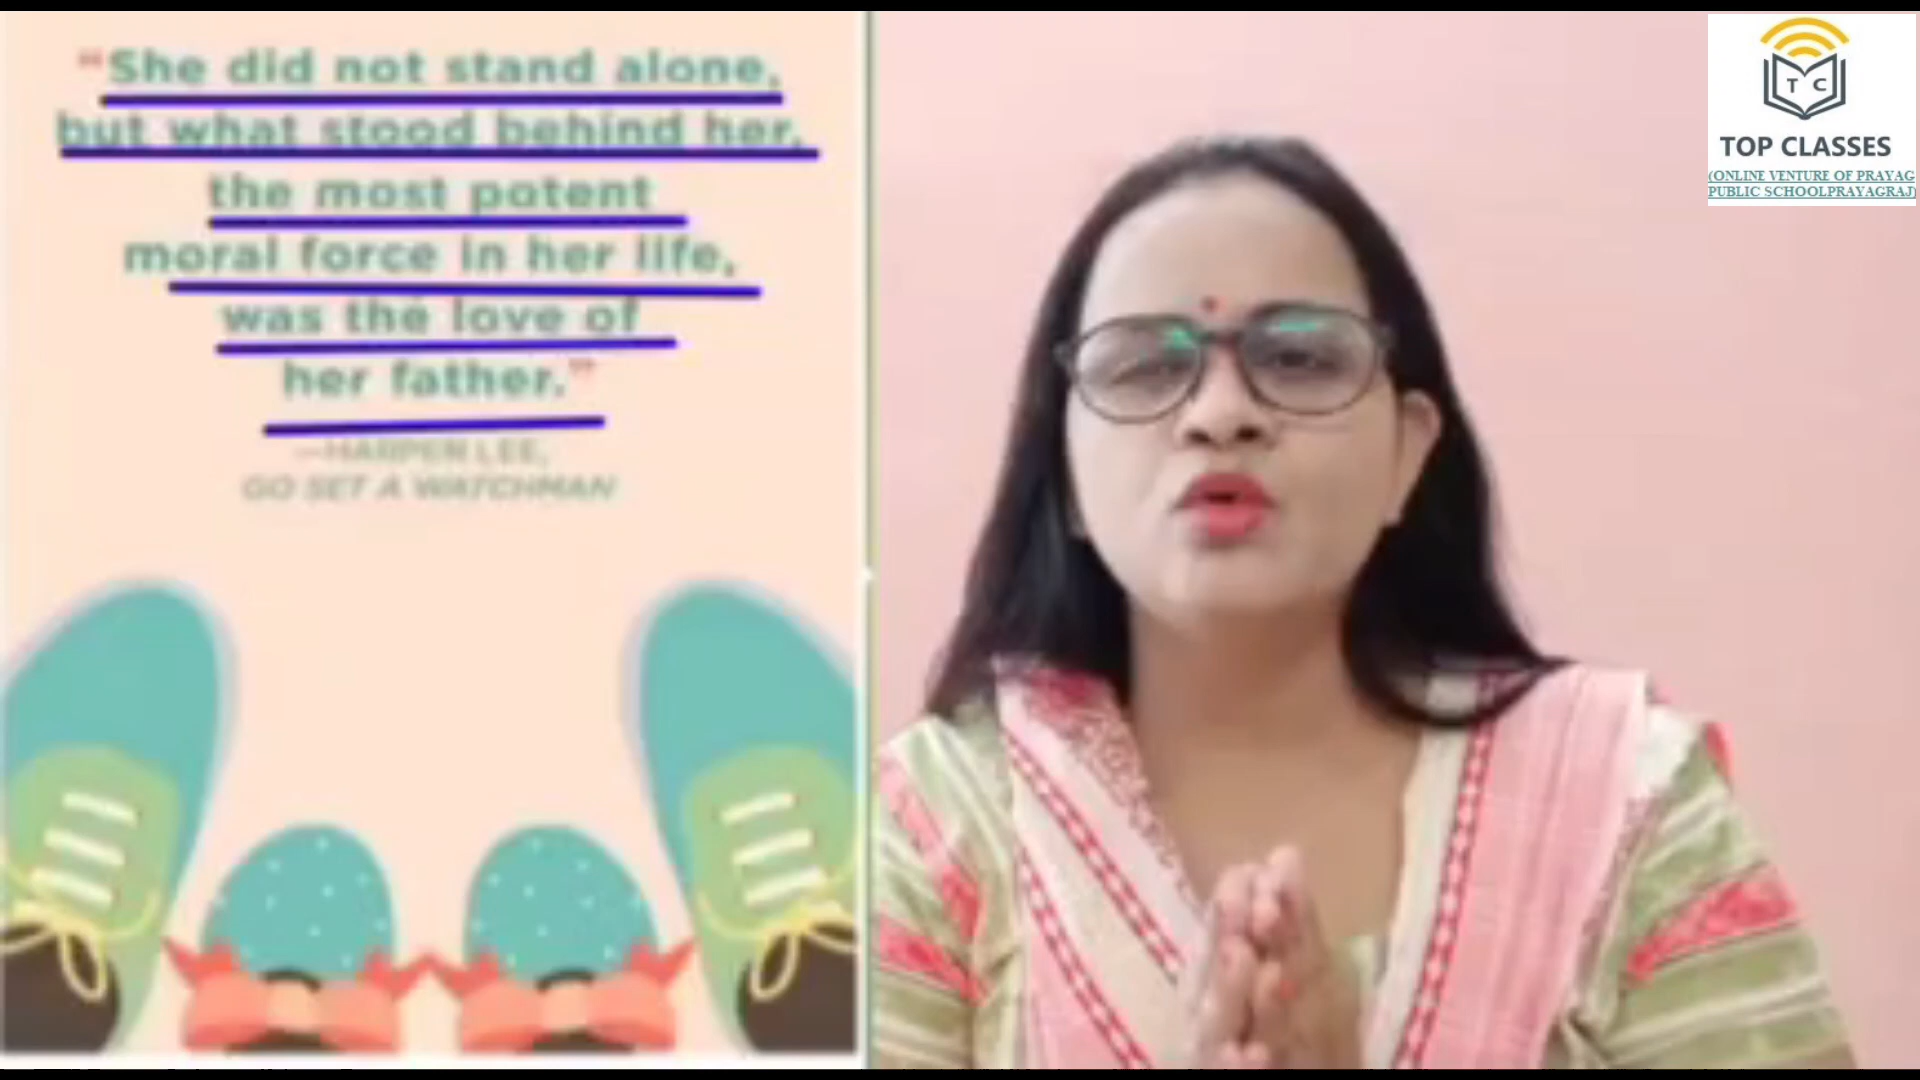 “She did not stand alone,
but what stood behind her,
the most potent
moral force in her life,
was the love of
her father.”
—HARPER LEE,
GO SET A WATCHMAN
T C
TOP CLASSES
(ONLINE VENTURE OF PRAYAG
PUBLIC SCHOOLPRAYAGRAJ)